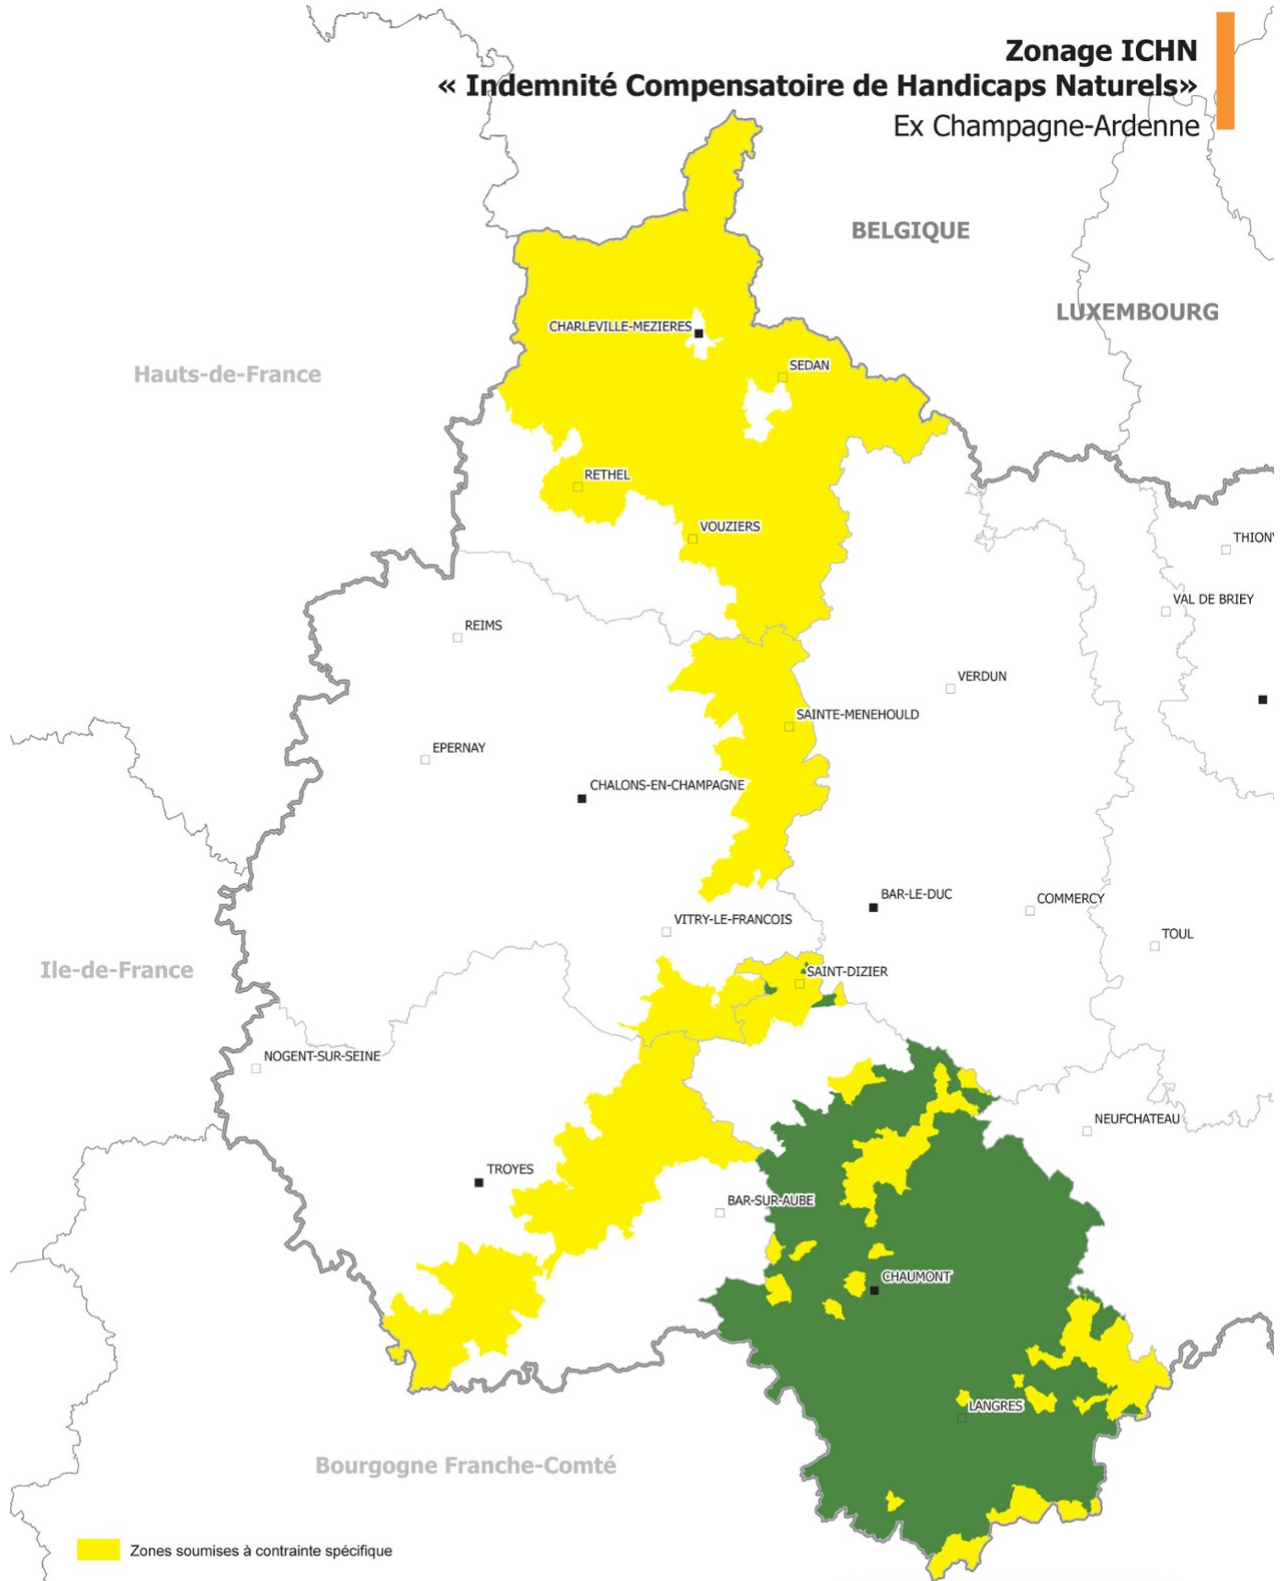 Zonage ICHN
« Indemnité Compensatoire de Handicaps Naturels»
Ex Champagne-Ardenne
BELGIQUE
LUXEMBOURG
CHARLEVILLE-MEZIERES
SEDAN
Hauts-de-France
RETHEL
VOUZIERS
THIONV
VAL DE BRIEY
REIMS
VERDUN
SAINTE-MENEHOULD
EPERNAY
CHALONS-EN-CHAMPAGNE
BAR-LE-DUC
COMMERCY
VITRY-LE-FRANCOIS
TOUL
Ile-de-France
SAINT-DIZIER
NOGENT-SUR-SEINE
NEUFCHATEAU
TROYES
BAR-SUR-AUBE
CHAUMONT
LANGRES
Bourgogne Franche-Comté
Zones soumises à contrainte spécifique